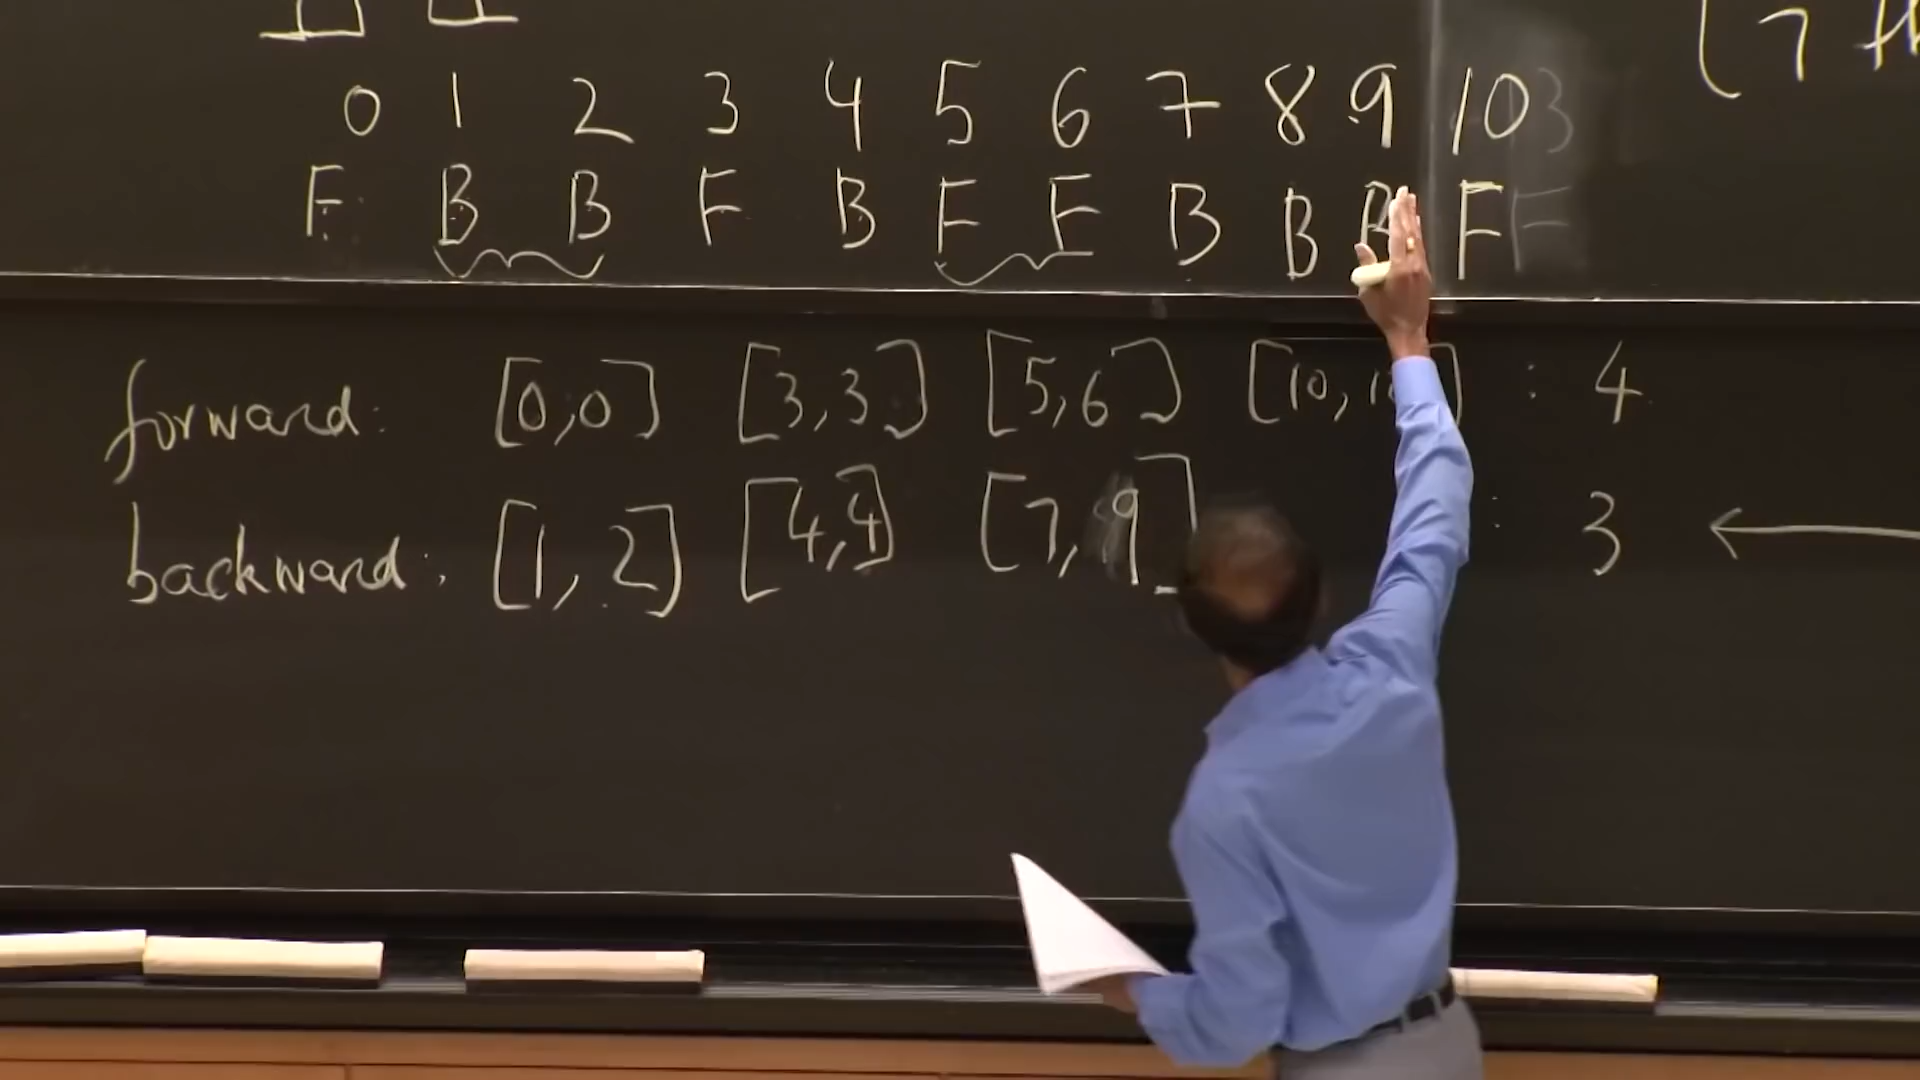 0 1 2 3 4 5 6 7 8 9 10
F B B F B F F B B B F
forward: [0,0] [3,3] [5,6] [10, : 4
backward: [1,2] [4,4] [7,9] : 3